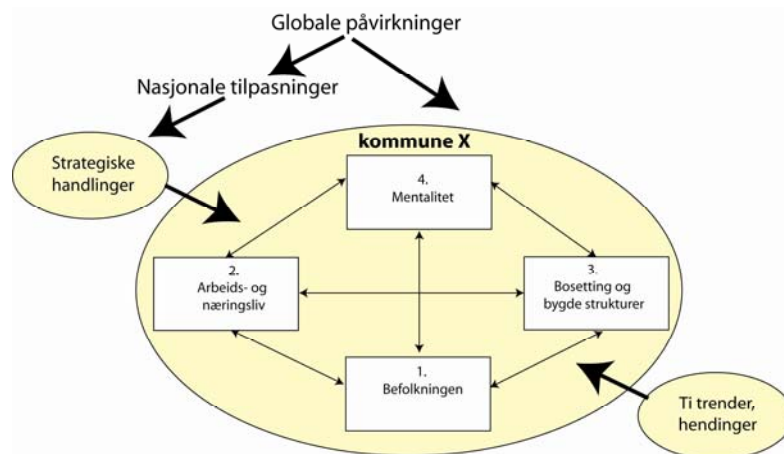 Globale påvirkninger
Nasjonale tilpasninger
Strategiske
handlinger
kommune X
4.
Mentalitet
2.
Arbeids- og
næringsliv
3.
Bosetting og
bygde strukturer
1.
Befolkningen
Ti trender,
hendinger